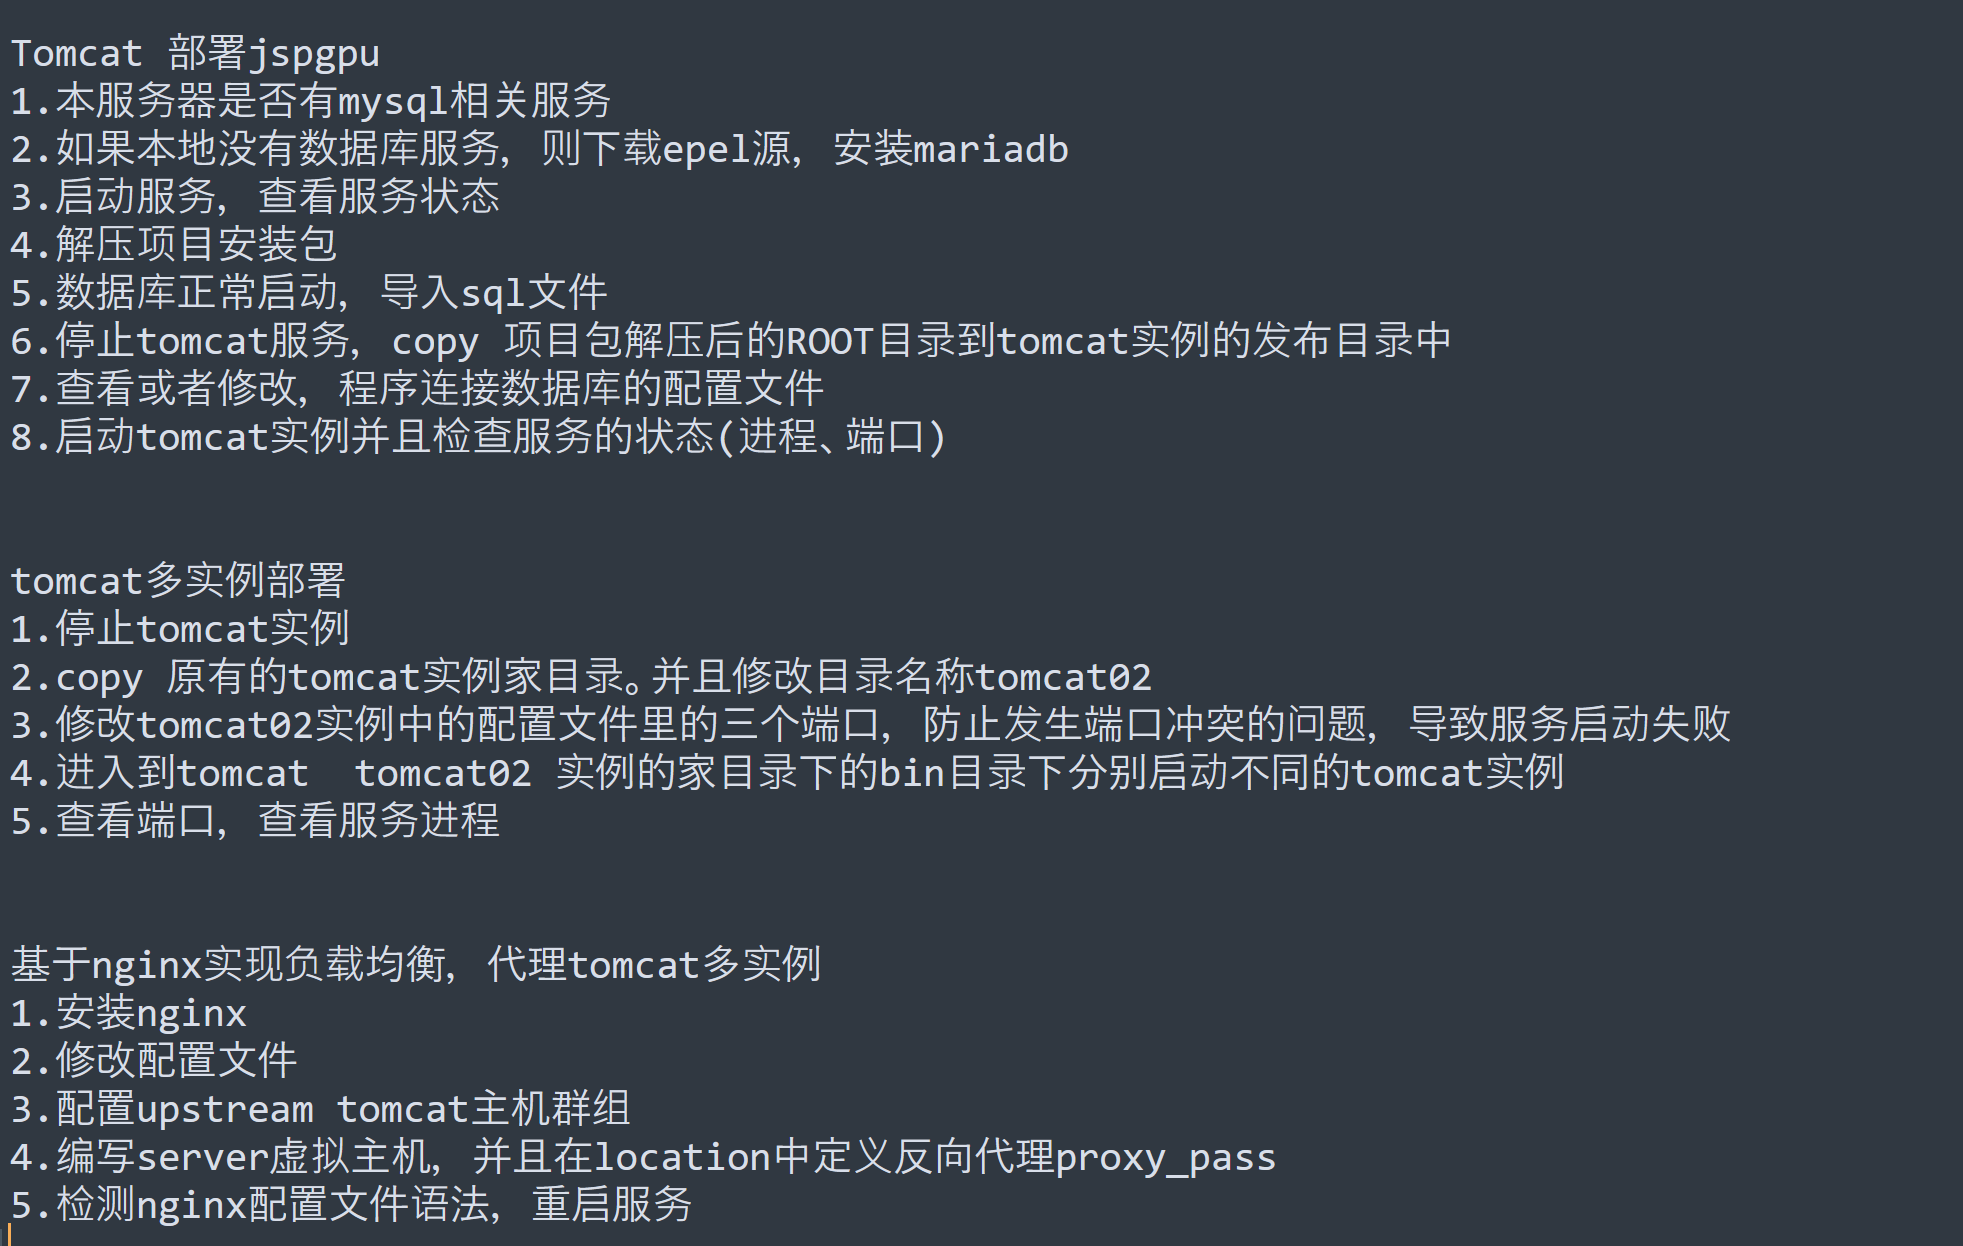 Tomcat 部署jspgpu
1.本服务器是否有mysql相关服务
2.如果本地没有数据库服务, 则下载epel源, 安装mariadb
3.启动服务, 查看服务状态
4.解压项目安装包
5.数据库正常启动, 导入sql文件
6.停止tomcat服务, copy 项目包解压后的ROOT目录到tomcat实例的发布目录中
7.查看或者修改, 程序连接数据库的配置文件
8.启动tomcat实例并且检查服务的状态(进程、端口)
tomcat多实例部署
1.停止tomcat实例
2.copy 原有的tomcat实例家目录。并且修改目录名称tomcat02
3.修改tomcat02实例中的配置文件里的三个端口, 防止发生端口冲突的问题, 导致服务启动失败
4.进入到tomcat  tomcat02 实例的家目录下的bin目录下分别启动不同的tomcat实例
5.查看端口, 查看服务进程
基于nginx实现负载均衡, 代理tomcat多实例
1.安装nginx
2.修改配置文件
3.配置upstream tomcat主机群组
4.编写server虚拟主机, 并且在location中定义反向代理proxy_pass
5.检测nginx配置文件语法, 重启服务